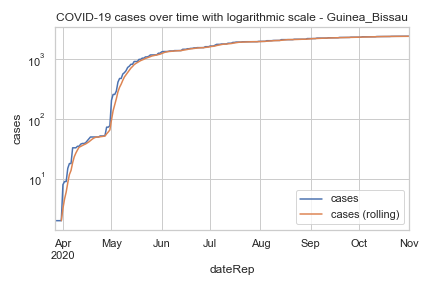 COVID-19 cases over time with logarithmic scale - Guinea_Bissau
cases
10³
10²
10¹
cases
cases (rolling)
Apr May Jun Jul Aug Sep Oct Nov
2020
dateRep